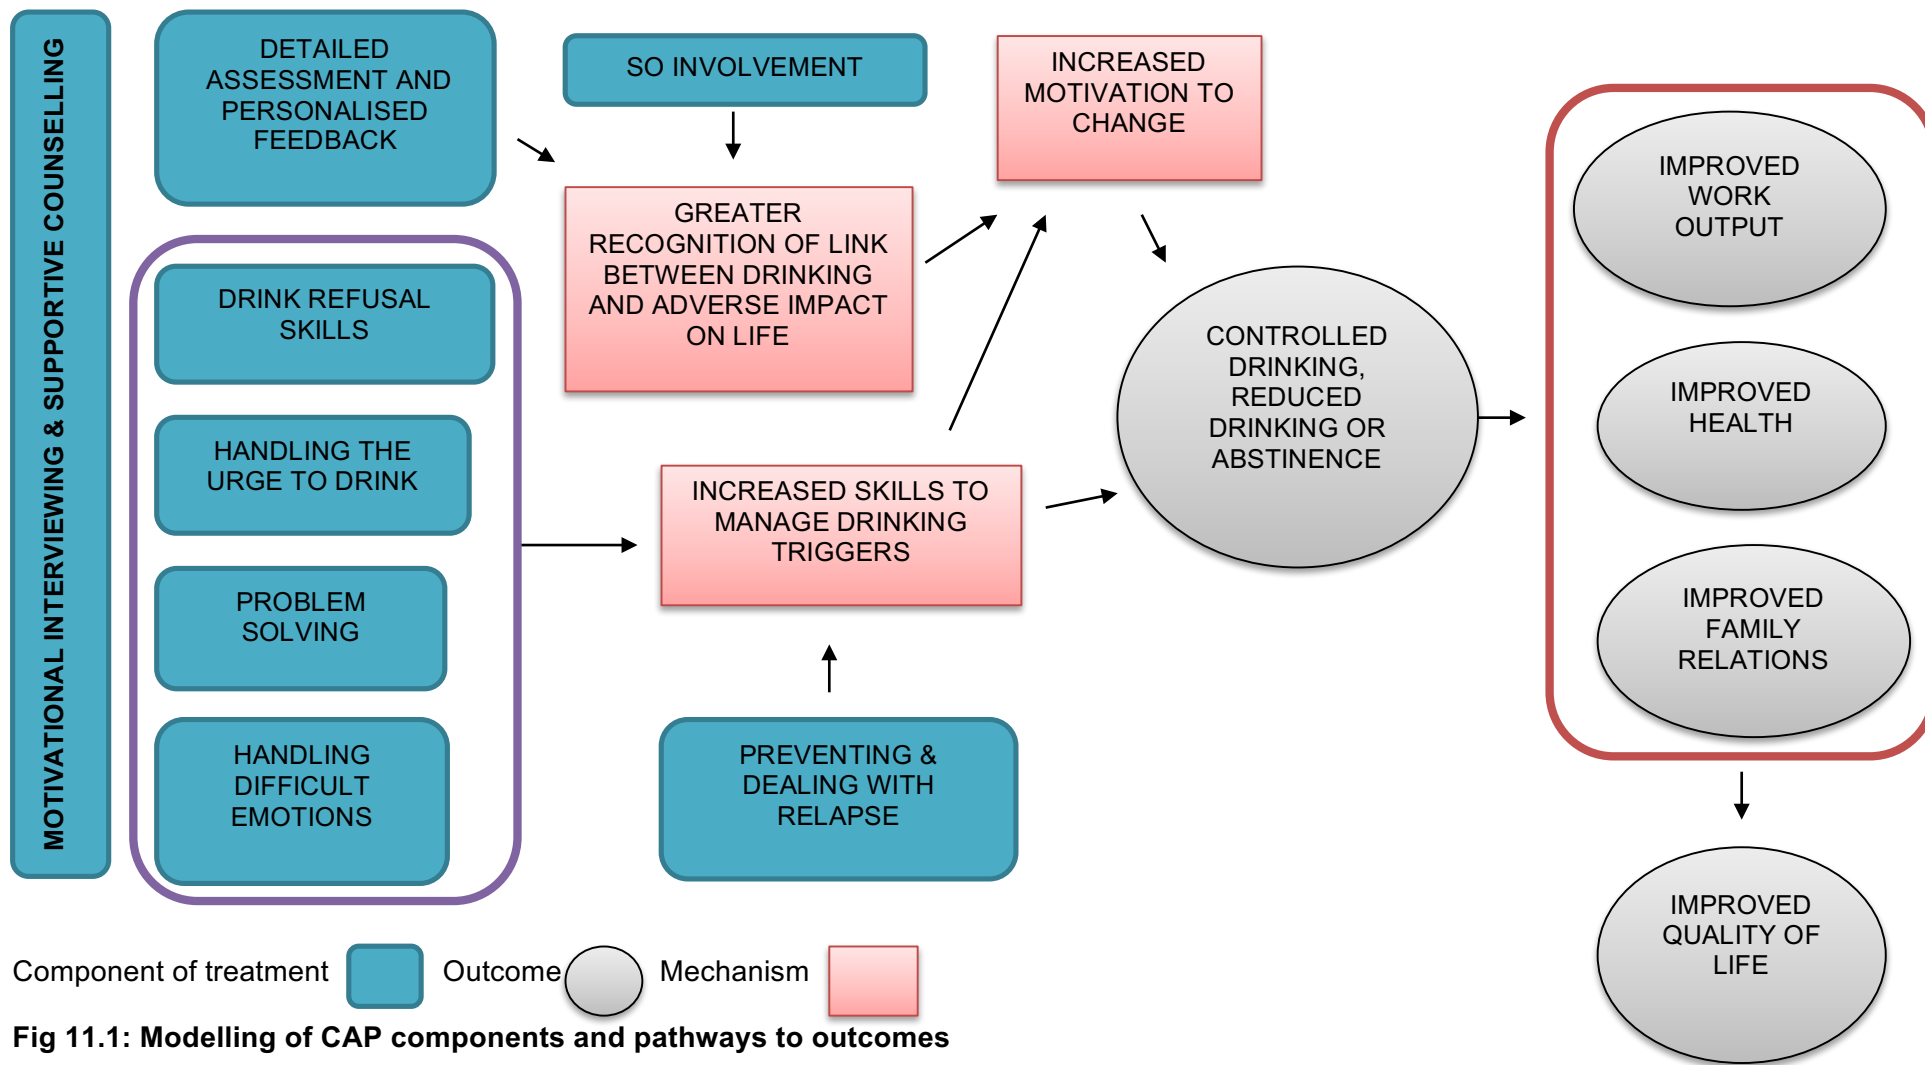 MOTIVATIONAL INTERVIEWING & SUPPORTIVE COUNSELLING
DETAILED
ASSESSMENT AND
PERSONALISED
FEEDBACK
SO INVOLVEMENT
INCREASED
MOTIVATION TO
CHANGE
GREATER
RECOGNITION OF LINK
BETWEEN DRINKING
AND ADVERSE IMPACT
ON LIFE
DRINK REFUSAL
SKILLS
HANDLING THE
URGE TO DRINK
PROBLEM
SOLVING
HANDLING
DIFFICULT
EMOTIONS
INCREASED SKILLS TO
MANAGE DRINKING
TRIGGERS
PREVENTING &
DEALING WITH
RELAPSE
CONTROLLED
DRINKING,
REDUCED
DRINKING OR
ABSTINENCE
IMPROVED
WORK
OUTPUT
IMPROVED
HEALTH
IMPROVED
FAMILY
RELATIONS
IMPROVED
QUALITY OF
LIFE
Component of treatment Outcome Mechanism
Fig 11.1: Modelling of CAP components and pathways to outcomes